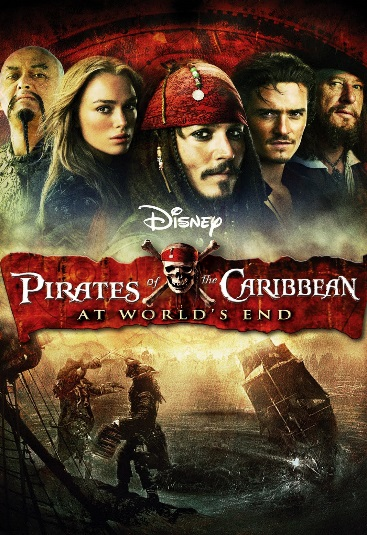 DISNEY
PIRATES of the CARIBBEAN
AT WORLD'S END